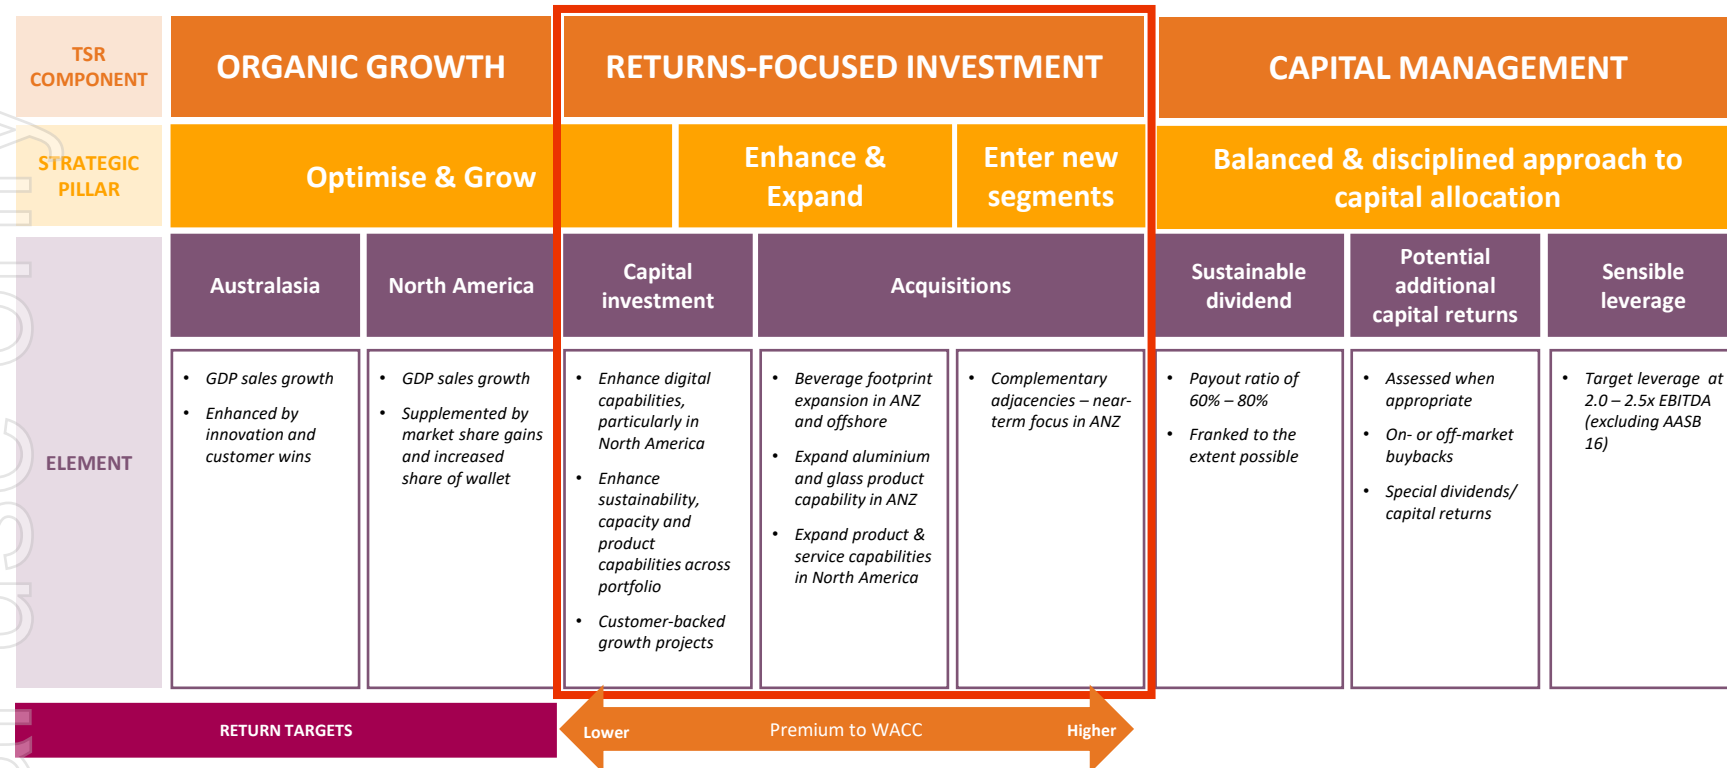 TSR
COMPONENT
ORGANIC GROWTH
RETURNS-FOCUSED INVESTMENT
CAPITAL MANAGEMENT
STRATEGIC
PILLAR
Optimise & Grow
Enhance &
Expand
Enter new
segments
Balanced & disciplined approach to
capital allocation
ELEMENT
Australasia
North America
Capital
investment
Acquisitions
Sustainable
dividend
Potential
additional
capital returns
Sensible
leverage
• GDP sales growth
• Enhanced by
innovation and
customer wins
• GDP sales growth
• Supplemented by
market share gains
and increased
share of wallet
• Enhance digital
capabilities,
particularly in
North America
• Enhance
sustainability,
capacity and
product
capabilities across
portfolio
• Customer-backed
growth projects
• Beverage footprint
expansion in ANZ
and offshore
• Expand aluminium
and glass product
capability in ANZ
• Expand product &
service capabilities
in North America
• Complementary
adjacencies – near-
term focus in ANZ
• Payout ratio of
60% – 80%
• Franked to the
extent possible
• Assessed when
appropriate
• On- or off-market
buybacks
• Special dividends/
capital returns
• Target leverage at
2.0 – 2.5x EBITDA
(excluding AASB
16)
RETURN TARGETS
Lower
Premium to WACC
Higher